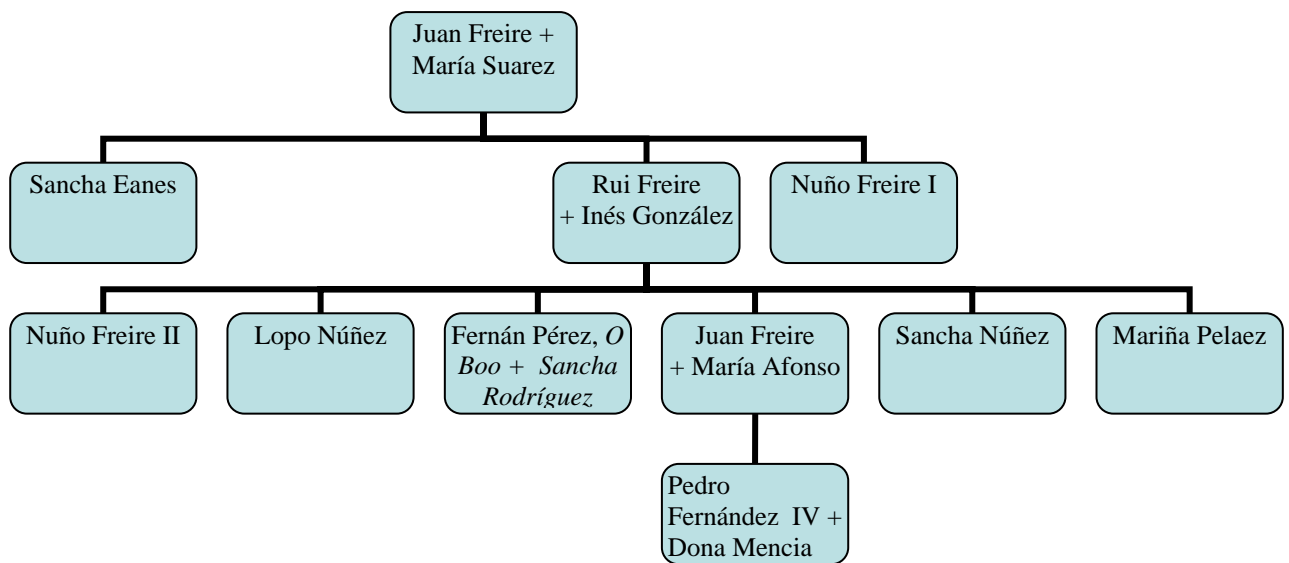 Juan Freire +
María Suarez
Sancha Eanes
Rui Freire
+ Inés González
Nuño Freire I
Nuño Freire II
Lopo Núñez
Fernán Pérez, O
Boo + Sancha
Rodríguez
Juan Freire
+ María Afonso
Sancha Núñez
Mariña Pelaez
Pedro
Fernández IV +
Dona Mencia